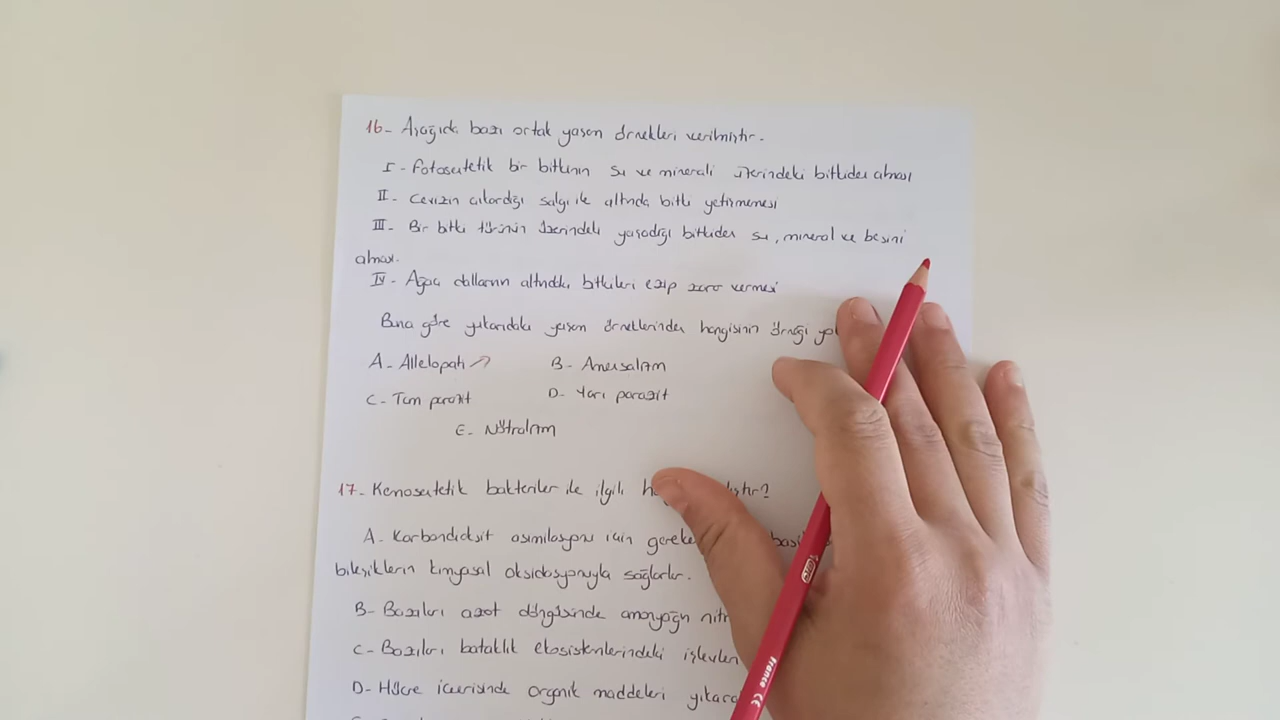 16- Aşağıda bazı ortak yaşam örnekleri verilmiştir.
I- Fotosentetik bir bitkinin su ve minerali üzerindeki bitkiden alması
II- Cevizin çıkardığı salgı ile altında bitki yetişmemesi
III- Bir bitki türünün üzerindeki yaşadığı bitkiden su, mineral ve besini
alması.
IV- Ağaç dallarının altındaki bitkileri ezip zarar vermesi
Buna göre yukarıdaki yaşam örneklerinden hangisinin örneği
A- Allelopati
B- Amensalizm
C- Tam parazit
D- Yarı parazit
E- Nötralizm
17- Kemosentetik bakteriler ile ilgili
A- Karbondioksit asimilasyonu için
bileşiklerin kimyasal oksidasyonuyla sağlarlar.
B- Bazıları azot döngüsünde amonyağın
C- Bazıları bataklık ekosistemlerindeki
D- Hücre içerisinde organik maddeleri
BIC
France